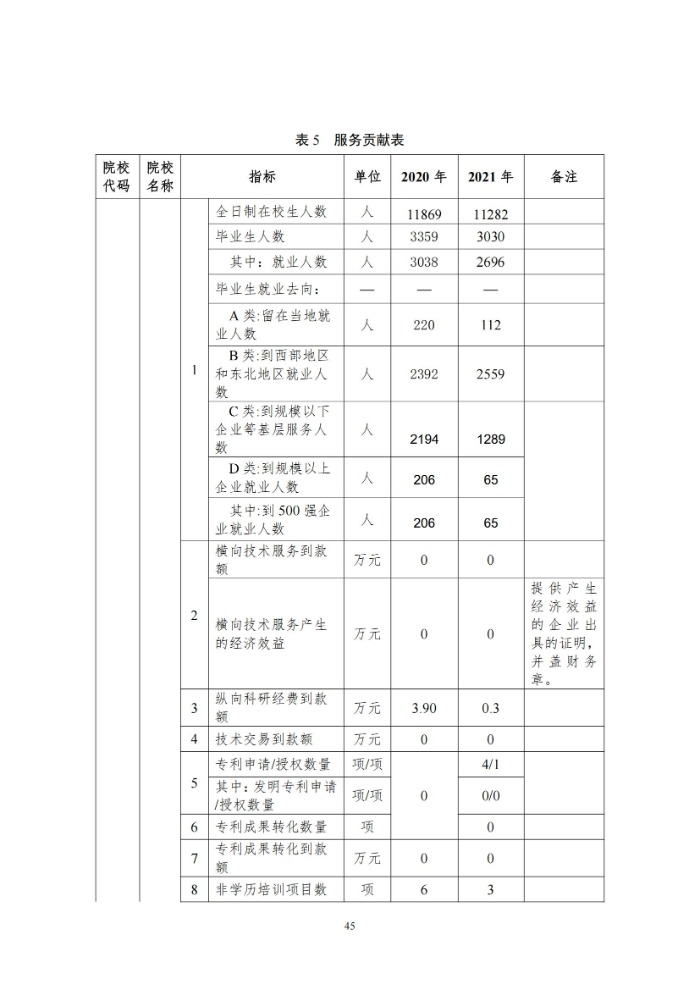 表 5 服务贡献表
院校代码 院校名称 指标 单位 2020 年 2021 年 备注
1 全日制在校生人数 人 11869 11282
毕业生人数 人 3359 3030
其中：就业人数 人 3038 2696
毕业生就业去向： — — —
A 类:留在当地就业人数 人 220 112
B 类:到西部地区和东北地区就业人数 人 2392 2559
C 类:到规模以下企业等基层服务人数 人 2194 1289
D 类:到规模以上企业就业人数 人 206 65
其中:到 500 强企业就业人数 人 206 65
2 横向技术服务到款额 万元 0 0
横向技术服务产生的经济效益 万元 0 0 提供产生经济效益的企业出具的证明，并盖财务章。
3 纵向科研经费到款额 万元 3.90 0.3
4 技术交易到款额 万元 0 0
5 专利申请/授权数量 项/项 4/1
其中：发明专利申请/授权数量 项/项 0 0/0
6 专利成果转化数量 项 0
7 专利成果转化到款额 万元 0 0
8 非学历培训项目数 项 6 3
45